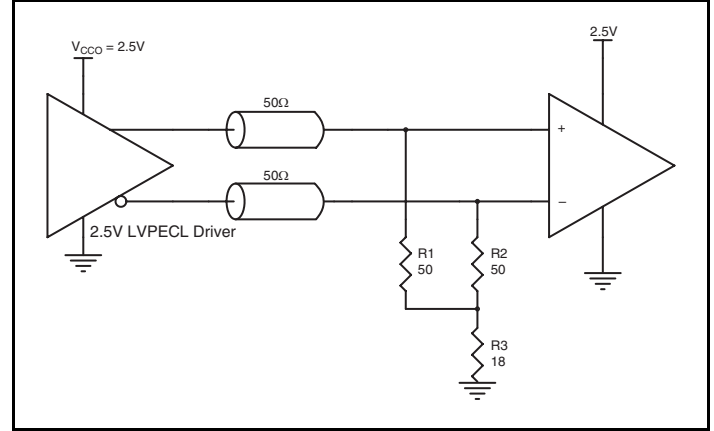 V_CCO = 2.5V
2.5V
50Ω
50Ω
+
−
2.5V LVPECL Driver
R1
50
R2
50
R3
18